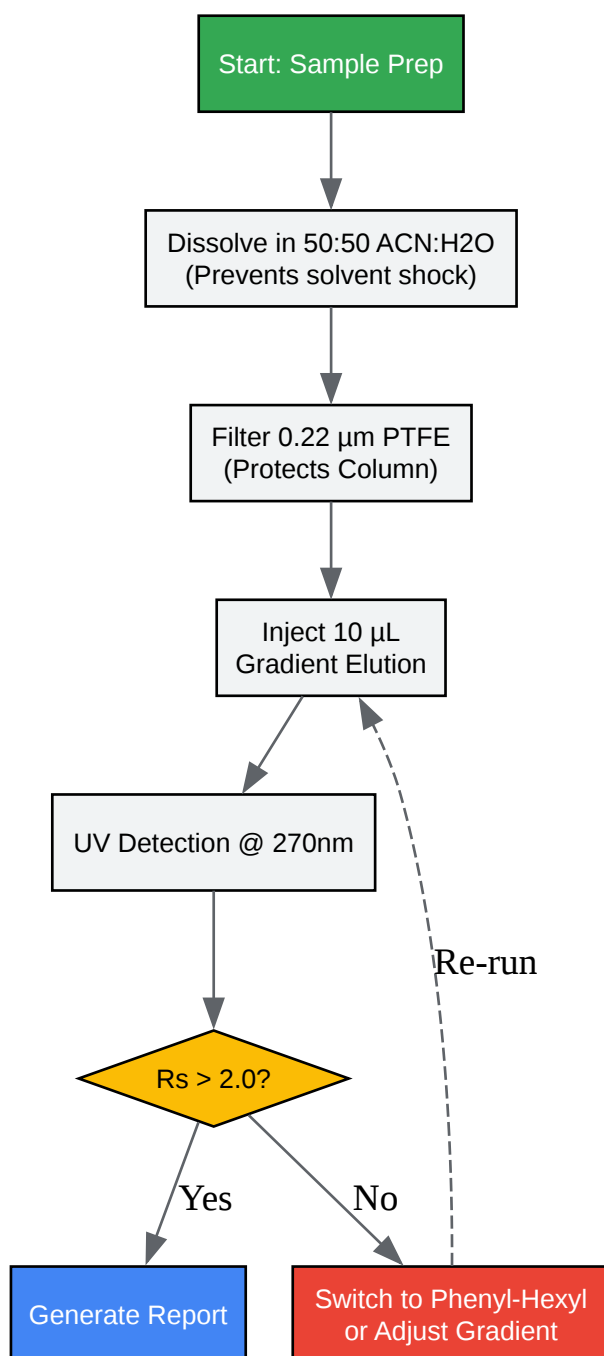 Start: Sample Prep
Dissolve in 50:50 ACN:H2O
(Prevents solvent shock)
Filter 0.22 µm PTFE
(Protects Column)
Inject 10 µL
Gradient Elution
UV Detection @ 270nm
Re-run
Rs > 2.0?
Yes
No
Generate Report
Switch to Phenyl-Hexyl
or Adjust Gradient